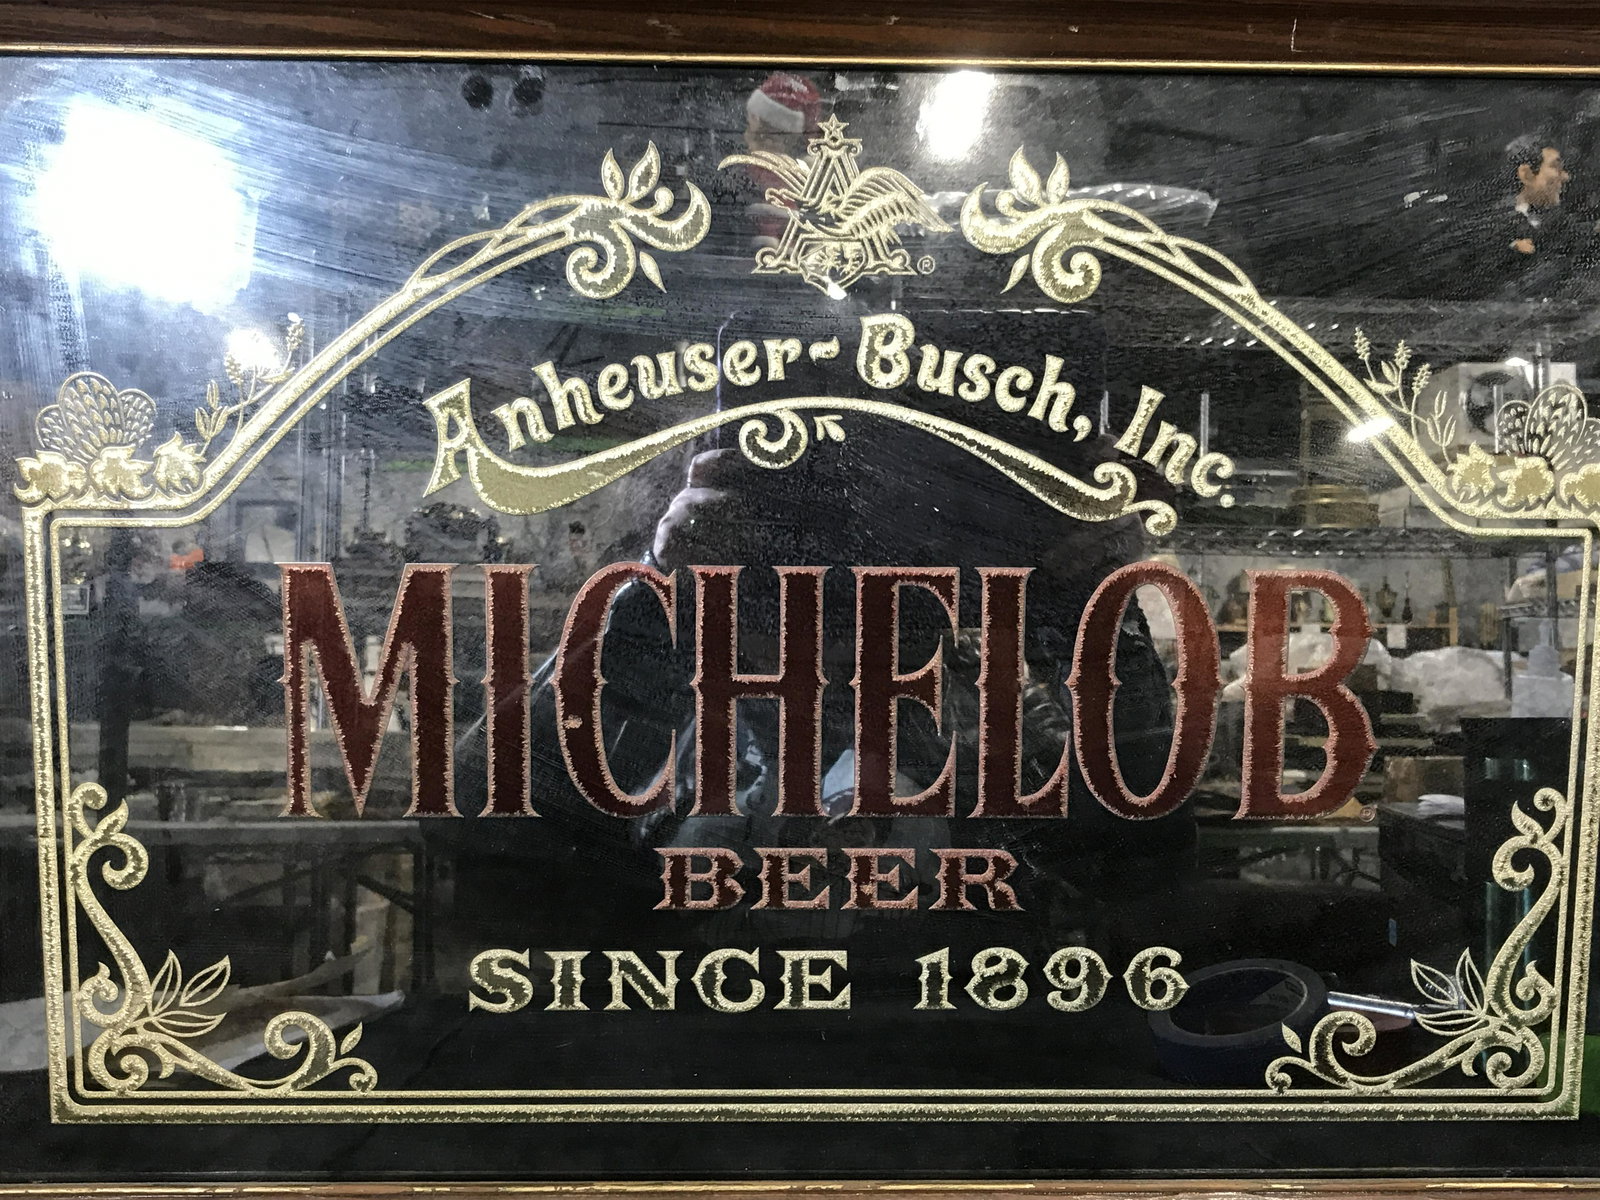 Anheuser-Busch, Inc.
MICHELOB
BEER
SINCE 1896